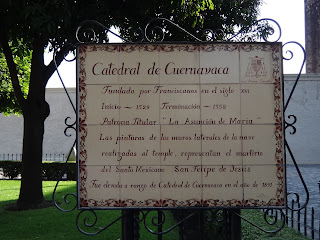 Catedral de Cuernavaca
Fundada por Franciscanos en el siglo XVI
Inicio - 1529 Terminación - 1552
Patrona Titular "La Asunción de María"
Las pinturas de los muros laterales de la nave
realizadas al temple, representan el martirio
del Santo Mexicano San Felipe de Jesús
Fue elevada a rango de Catedral de Cuernavaca en el año de 1891